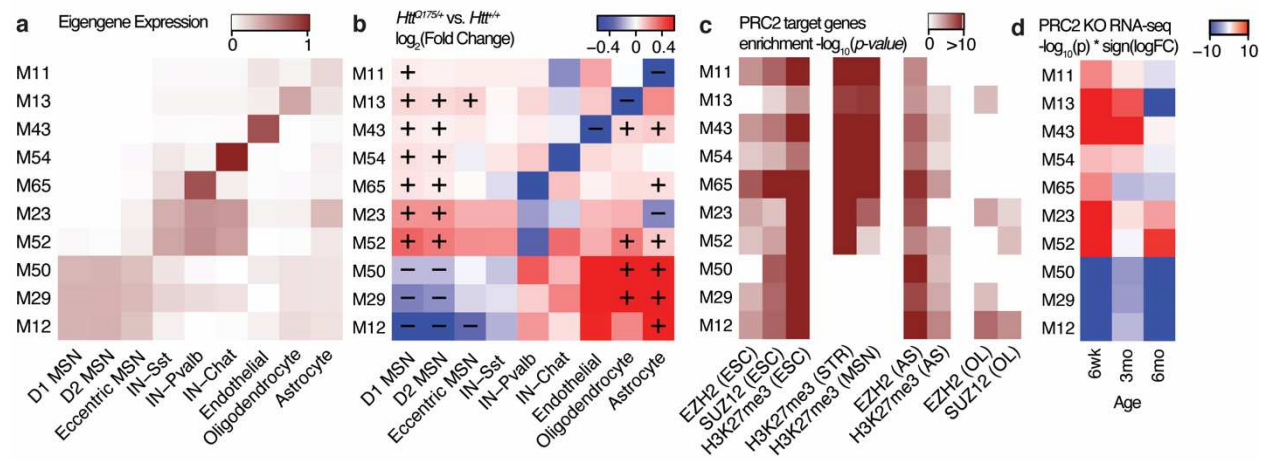 a
Eigengene Expression
0 1
M11
M13
M43
M54
M65
M23
M52
M50
M29
M12
D1 MSN
D2 MSN
Eccentric MSN
IN−Sst
IN−Pvalb
IN−Chat
Endothelial
Oligodendrocyte
Astrocyte
b
HttQ175/+ vs. Htt+/+
log2(Fold Change)
−0.4 0 0.4
M11 + −
M13 + + + −
M43 + + − + +
M54 + +
M65 + + +
M23 + + −
M52 + + + +
M50 − − + +
M29 − − + +
M12 − − − +
D1 MSN
D2 MSN
Eccentric MSN
IN−Sst
IN−Pvalb
IN−Chat
Endothelial
Oligodendrocyte
Astrocyte
c
PRC2 target genes
enrichment -log10(p-value)
0 >10
M11
M13
M43
M54
M65
M23
M52
M50
M29
M12
EZH2 (ESC)
SUZ12 (ESC)
H3K27me3 (ESC)
H3K27me3 (STR)
H3K27me3 (MSN)
EZH2 (AS)
H3K27me3 (AS)
EZH2 (OL)
SUZ12 (OL)
d
PRC2 KO RNA-seq
-log10(p) * sign(logFC)
−10 10
M11
M13
M43
M54
M65
M23
M52
M50
M29
M12
6wk
3mo
6mo
Age